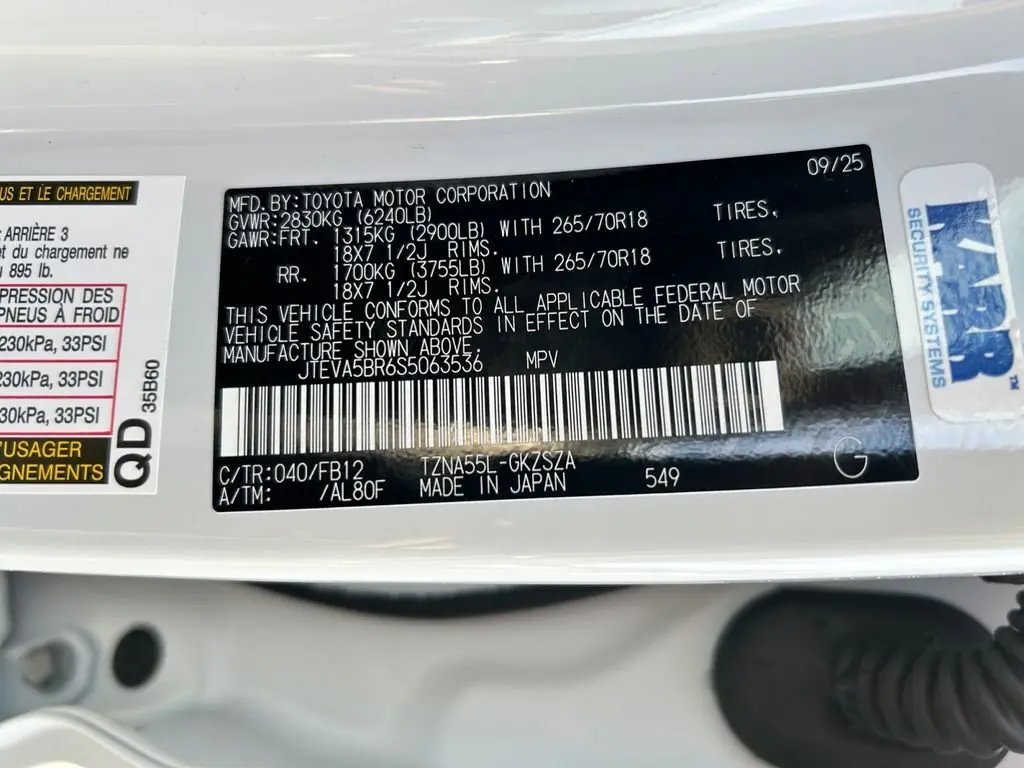 US ET LE CHARGEMENT
ARRIÈRE 3
et du chargement ne
895 lb.
PRESSION DES
PNEUS À FROID
230kPa, 33PSI
230kPa, 33PSI
30kPa, 33PSI
'USAGER
GNEMENTS
QD
35B60
09/25
MFD. BY:TOYOTA MOTOR CORPORATION
GVWR:2830KG (6240LB)
GAWR:FRT. 1315KG (2900LB) WITH 265/70R18 TIRES,
18X7 1/2J RIMS.
RR. 1700KG (3755LB) WITH 265/70R18 TIRES,
18X7 1/2J RIMS.
THIS VEHICLE CONFORMS TO ALL APPLICABLE FEDERAL MOTOR
VEHICLE SAFETY STANDARDS IN EFFECT ON THE DATE OF
MANUFACTURE SHOWN ABOVE.
JTEVA5BR6S5063536 MPV
C/TR:040/FB12 TZNA55L-GKZSZA
A/TM: /AL80F MADE IN JAPAN 549
G
KARR
SECURITY SYSTEMS
TM